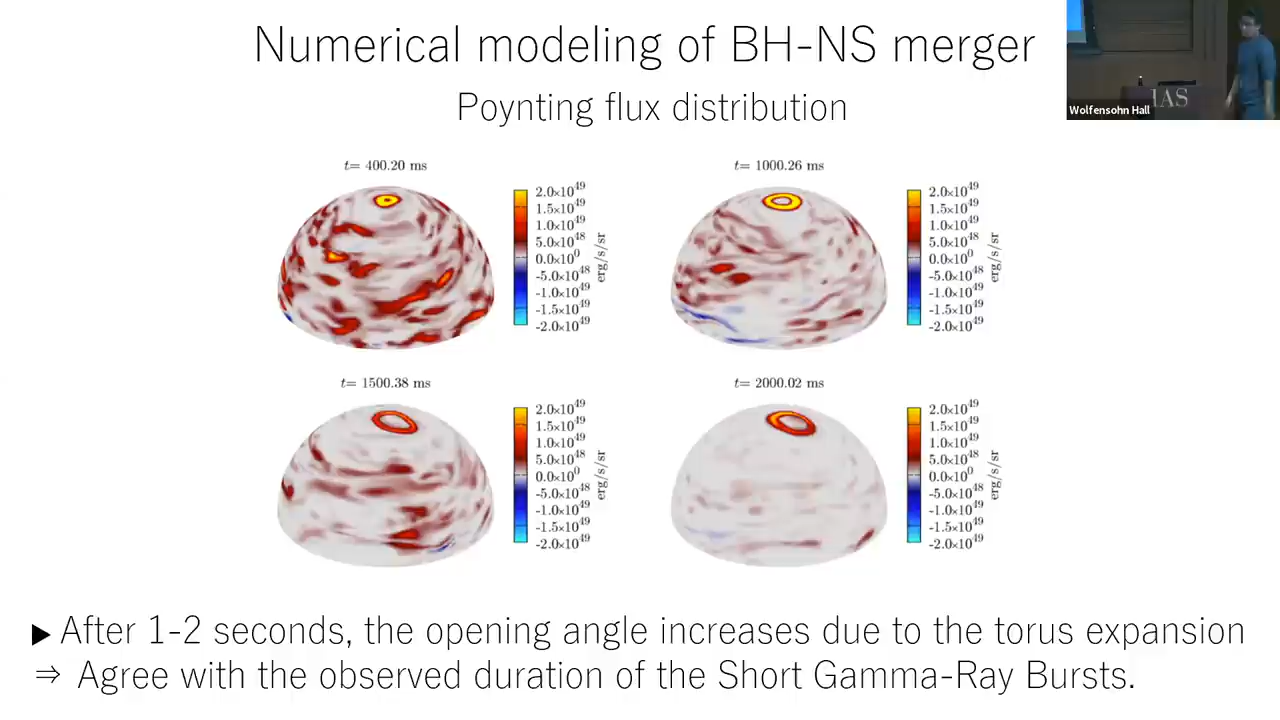 Numerical modeling of BH-NS merger
Poynting flux distribution
Wolfensohn Hall
IAS
t= 400.20 ms
2.0×10^49
1.5×10^49
1.0×10^49
5.0×10^48
0.0×10^0
-5.0×10^48
-1.0×10^49
-1.5×10^49
-2.0×10^49
erg/s/sr
t= 1000.26 ms
2.0×10^49
1.5×10^49
1.0×10^49
5.0×10^48
0.0×10^0
-5.0×10^48
-1.0×10^49
-1.5×10^49
-2.0×10^49
erg/s/sr
t= 1500.38 ms
2.0×10^49
1.5×10^49
1.0×10^49
5.0×10^48
0.0×10^0
-5.0×10^48
-1.0×10^49
-1.5×10^49
-2.0×10^49
erg/s/sr
t= 2000.02 ms
2.0×10^49
1.5×10^49
1.0×10^49
5.0×10^48
0.0×10^0
-5.0×10^48
-1.0×10^49
-1.5×10^49
-2.0×10^49
erg/s/sr
▶ After 1-2 seconds, the opening angle increases due to the torus expansion
⇒ Agree with the observed duration of the Short Gamma-Ray Bursts.